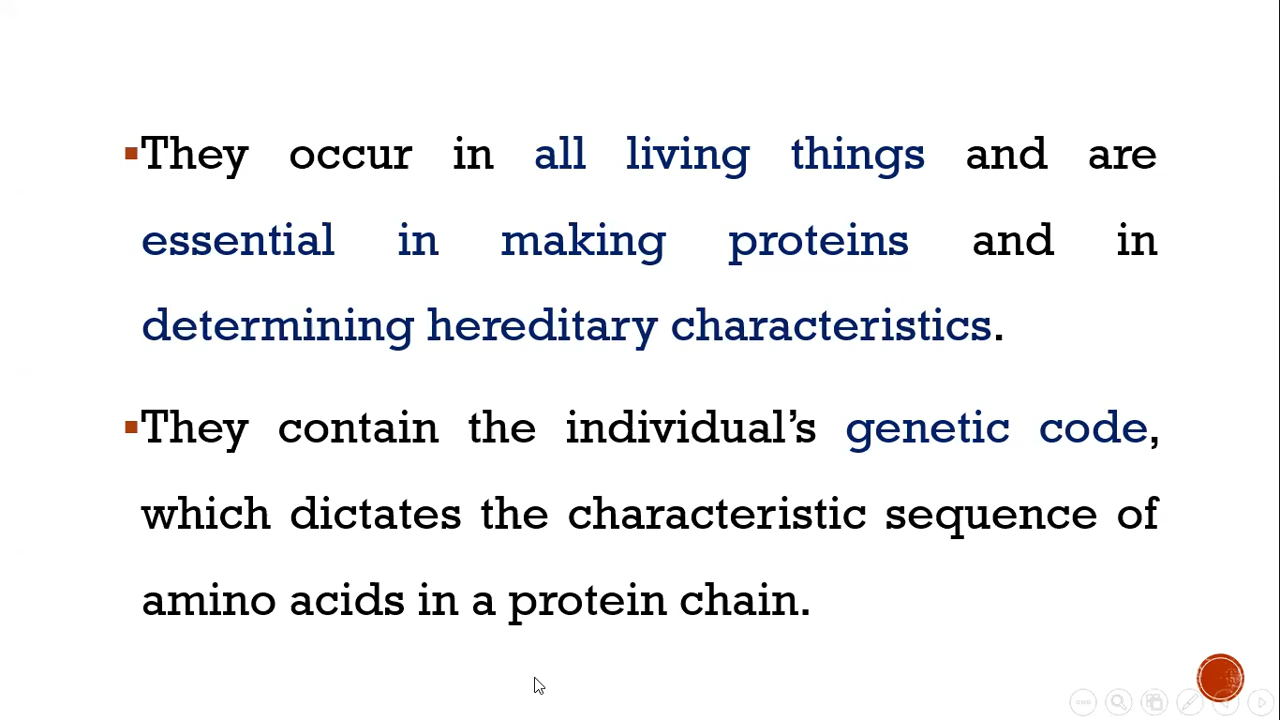 ▪They occur in all living things and are
essential in making proteins and in
determining hereditary characteristics.
▪They contain the individual’s genetic code,
which dictates the characteristic sequence of
amino acids in a protein chain.